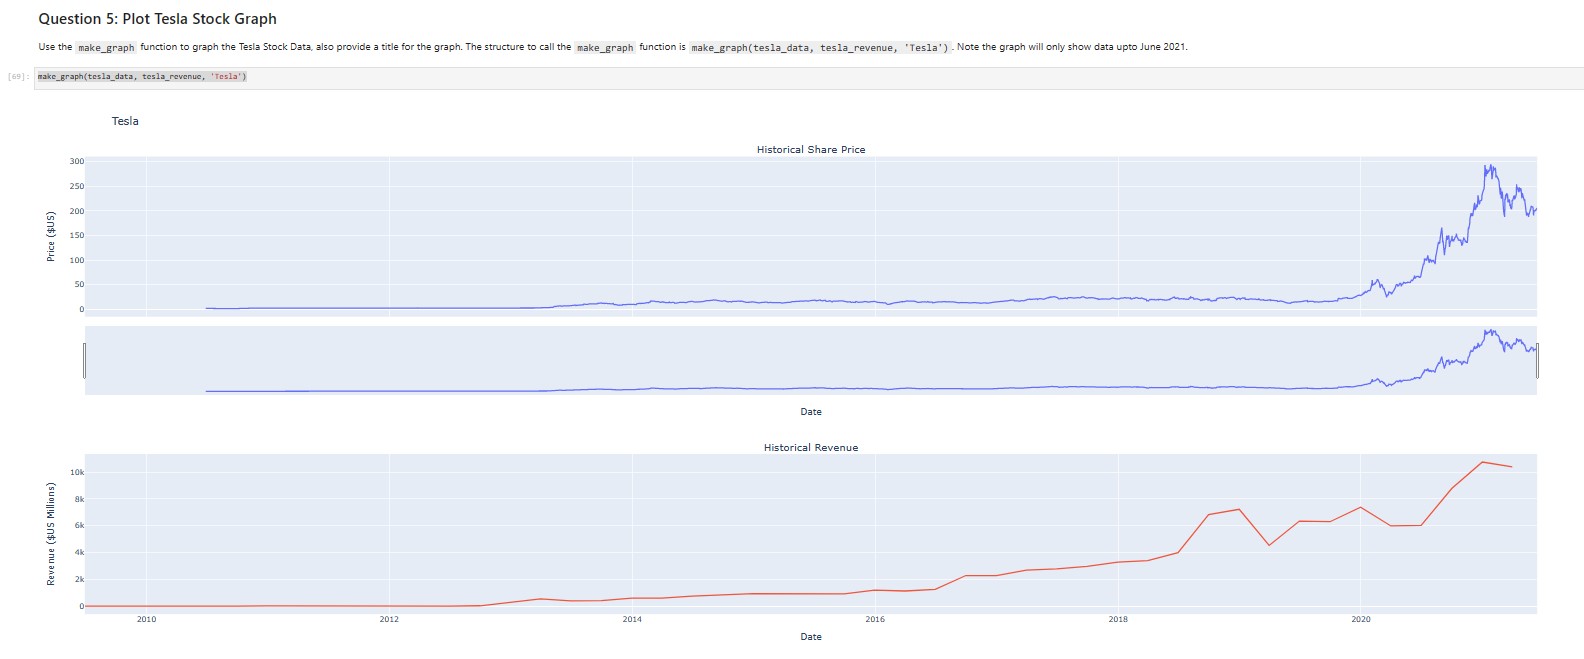 Question 5: Plot Tesla Stock Graph
Use the make_graph function to graph the Tesla Stock Data, also provide a title for the graph. The structure to call the make_graph function is make_graph(tesla_data, tesla_revenue, 'Tesla') . Note the graph will only show data upto June 2021.
[69]: make_graph(tesla_data, tesla_revenue, 'Tesla')
Tesla
Historical Share Price
Price ($US)
300
250
200
150
100
50
0
Date
Historical Revenue
Revenue ($US Millions)
10k
8k
6k
4k
2k
0
2010 2012 2014 2016 2018 2020
Date